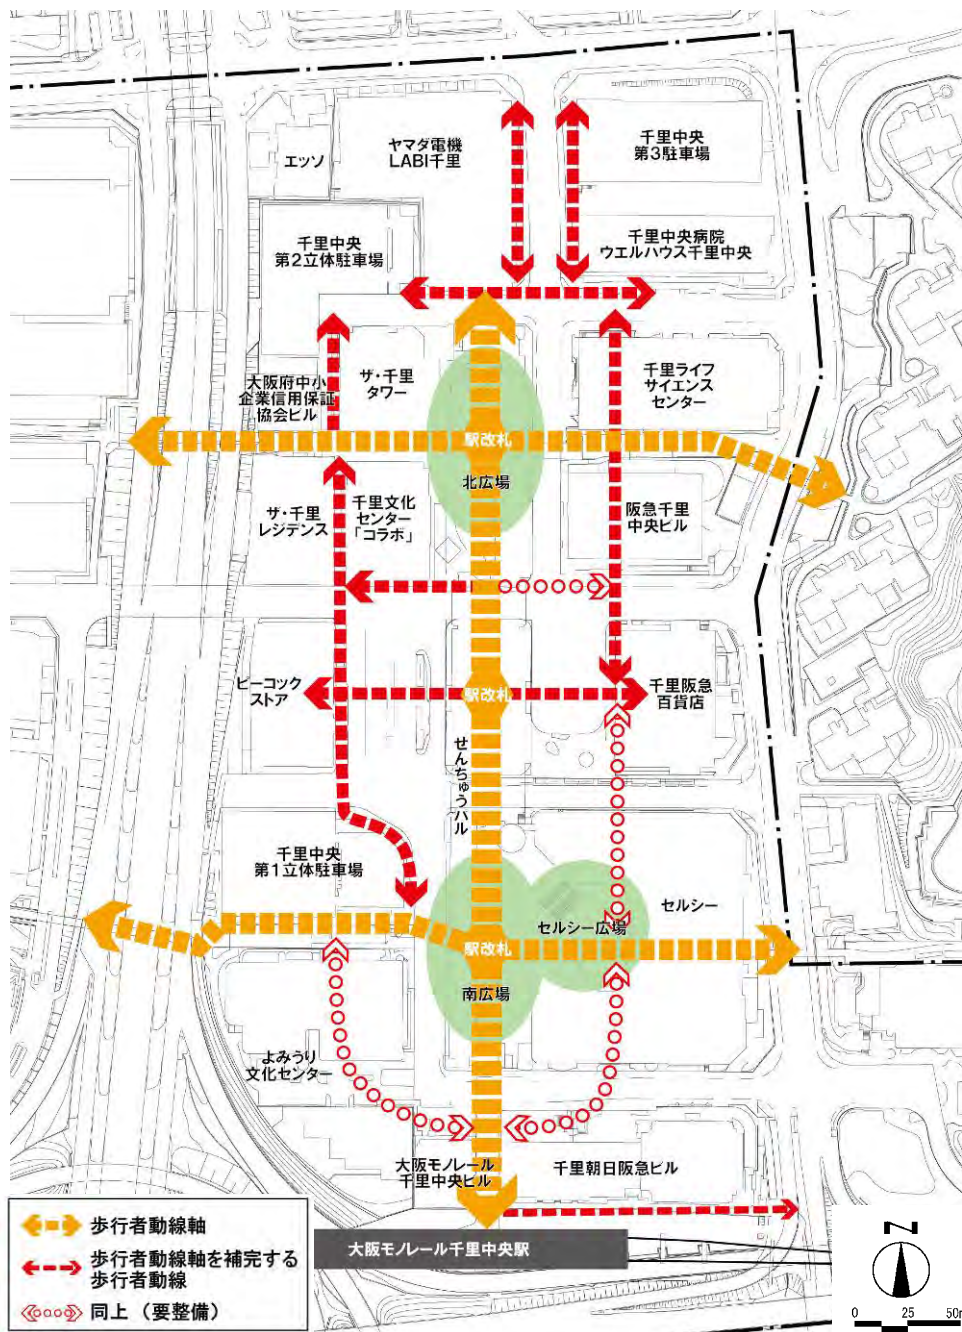 エッソ
ヤマダ電機
LABI千里
千里中央
第3駐車場
千里中央
第2立体駐車場
千里中央病院
ウエルハウス千里中央
大阪府中小
企業信用保証
協会ビル
ザ・千里
タワー
千里ライフ
サイエンス
センター
駅改札
北広場
ザ・千里
レジデンス
千里文化
センター
「コラボ」
阪急千里
中央ビル
ピーコック
ストア
駅改札
千里阪急
百貨店
せんちゅうパル
千里中央
第1立体駐車場
セルシー
セルシー広場
駅改札
南広場
よみうり
文化センター
大阪モノレール
千里中央ビル
千里朝日阪急ビル
大阪モノレール千里中央駅
歩行者動線軸
歩行者動線軸を補完する
歩行者動線
同上（要整備）
N
0 25 50m